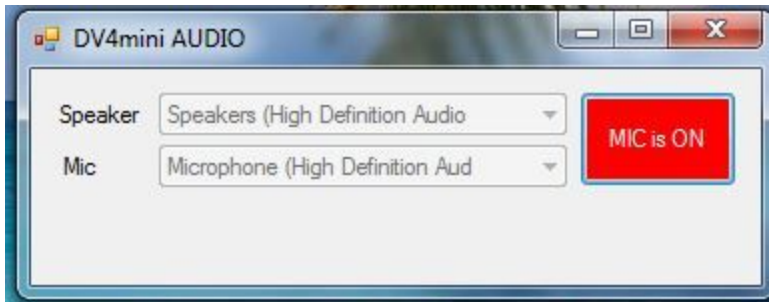 DV4mini AUDIO
Speaker Speakers (High Definition Audio
MIC is ON
Mic Microphone (High Definition Aud